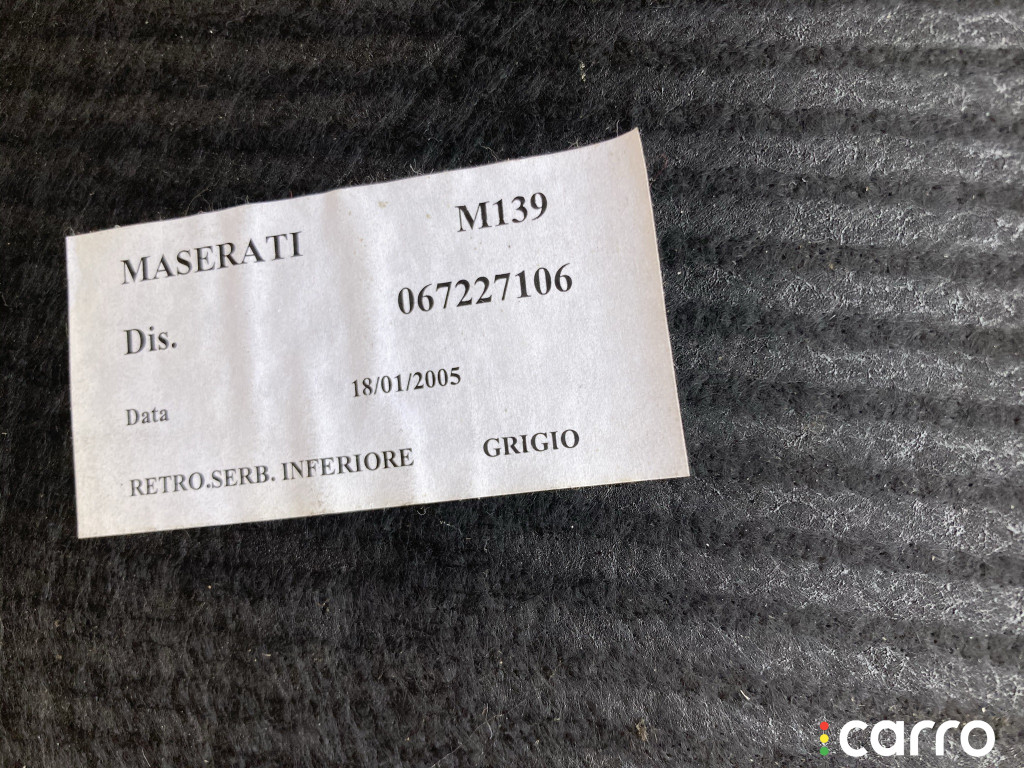 MASERATI M139
Dis. 067227106
Data 18/01/2005
RETRO.SERB. INFERIORE GRIGIO
carro